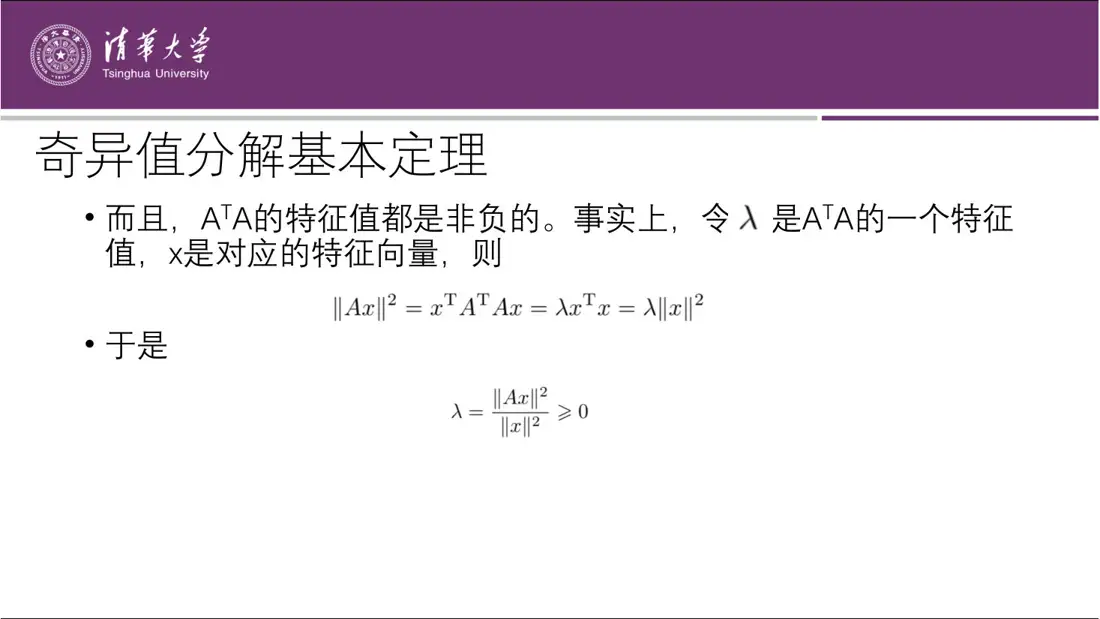 清华大学
Tsinghua University
奇异值分解基本定理
• 而且，AᵀA的特征值都是非负的。事实上，令 λ 是AᵀA的一个特征
值，x是对应的特征向量，则
‖Ax‖² = xᵀAᵀAx = λxᵀx = λ‖x‖²
• 于是
λ = ‖Ax‖² / ‖x‖² ⩾ 0